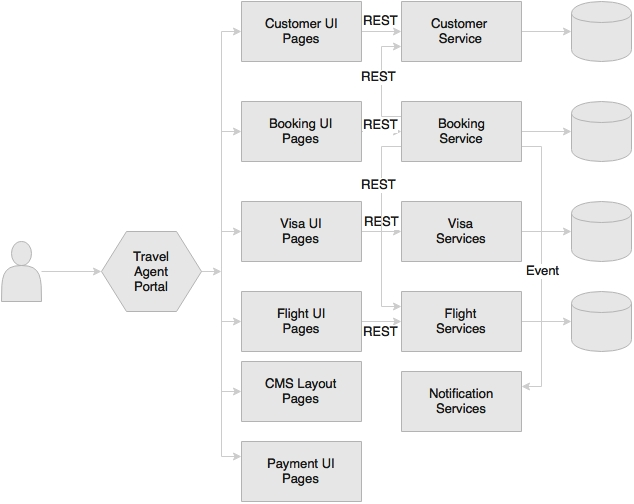 Customer UI
Pages
REST
Customer
Service
REST
Booking UI
Pages
REST
Booking
Service
REST
Visa UI
Pages
REST
Visa
Services
Travel
Agent
Portal
Event
Flight UI
Pages
REST
Flight
Services
CMS Layout
Pages
Notification
Services
Payment UI
Pages